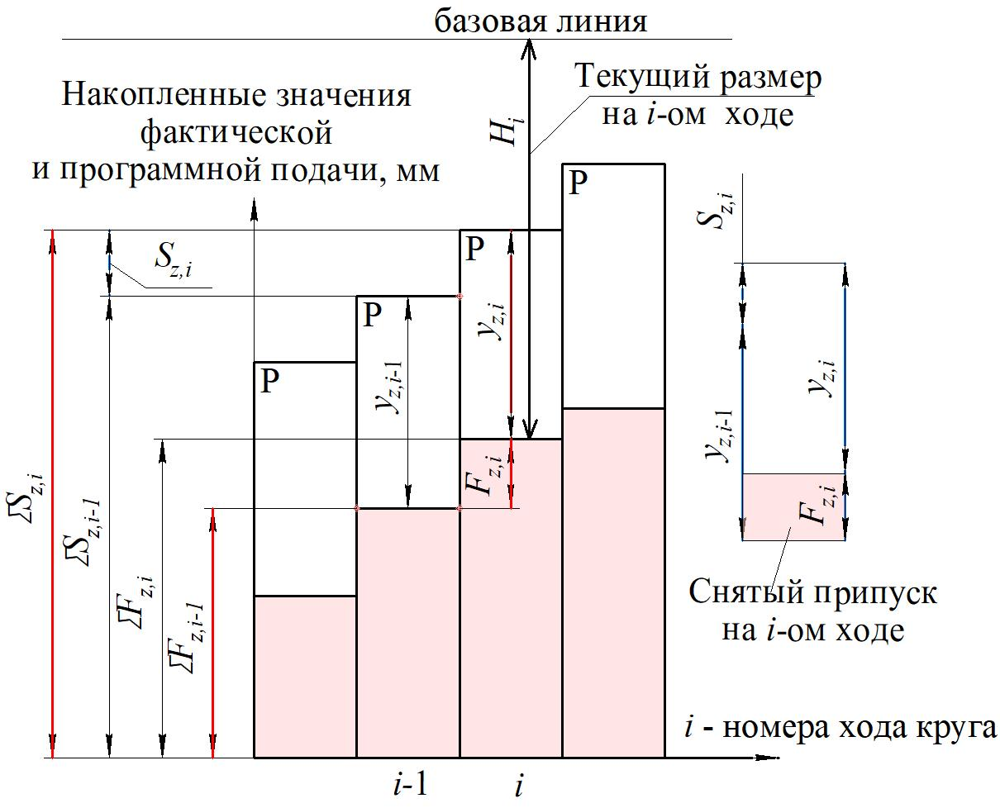 базовая линия
Текущий размер
на i-ом ходе
H_i
Накопленные значения
фактической
и программной подачи, мм
P
S_z,i
S_z,i
P
P
y_z,i
y_z,i-1
P
y_z,i
y_z,i-1
F_z,i
F_z,i
ΣS_z,i
ΣS_z,i-1
ΣF_z,i
ΣF_z,i-1
Снятый припуск
на i-ом ходе
i - номера хода круга
i-1
i